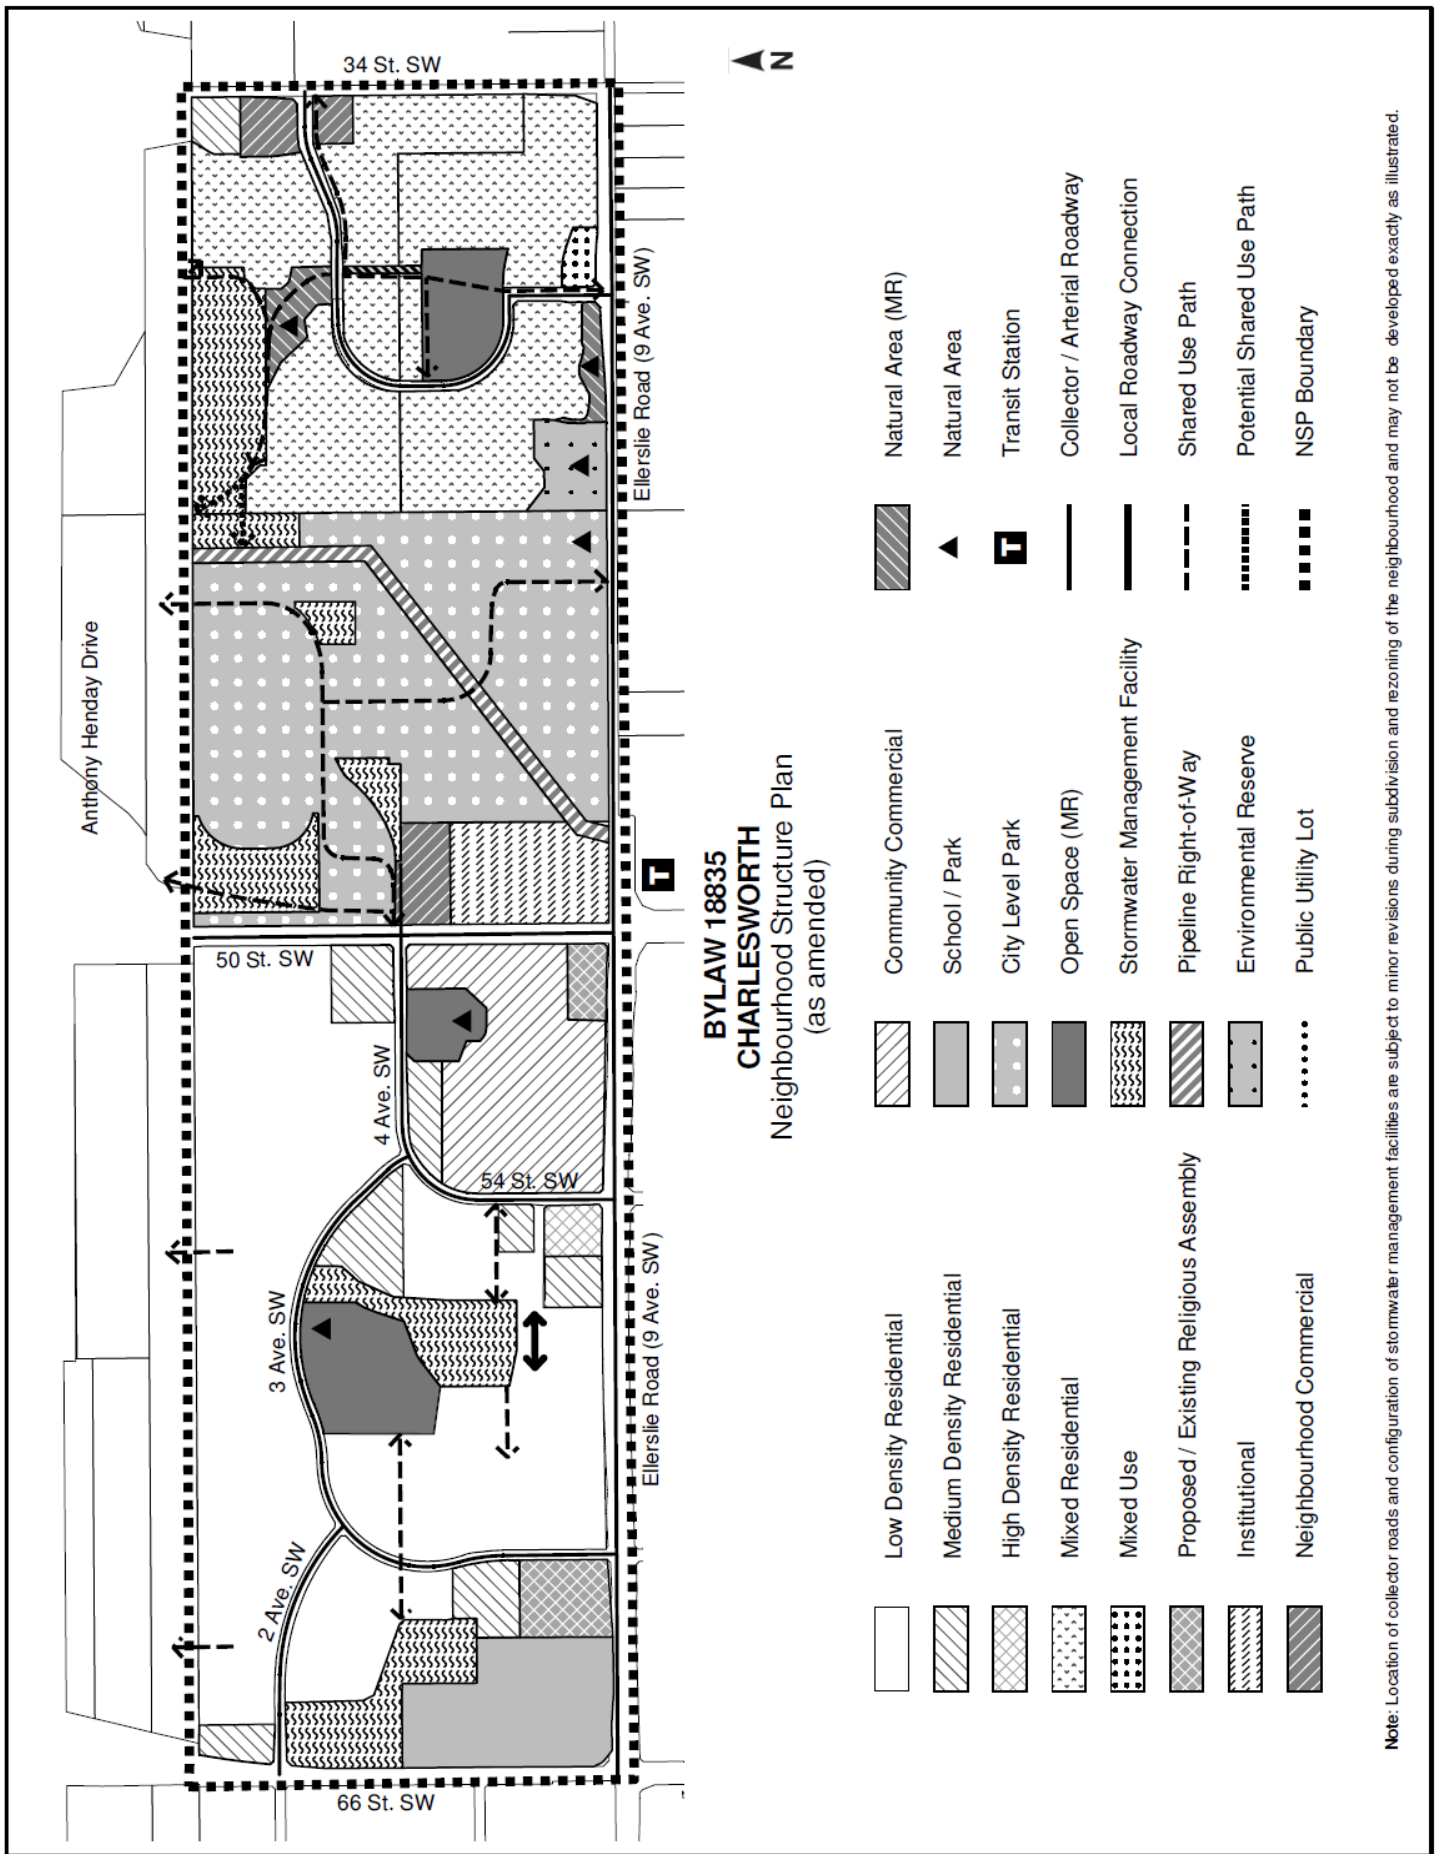 Anthony Henday Drive
34 St. SW
50 St. SW
66 St. SW
2 Ave. SW
3 Ave. SW
4 Ave. SW
54 St. SW
Ellerslie Road (9 Ave. SW)
Ellerslie Road (9 Ave. SW)
T
N
BYLAW 18835
CHARLESWORTH
Neighbourhood Structure Plan
(as amended)
Low Density Residential
Medium Density Residential
High Density Residential
Mixed Residential
Mixed Use
Proposed / Existing Religious Assembly
Institutional
Neighbourhood Commercial
Community Commercial
School / Park
City Level Park
Open Space (MR)
Stormwater Management Facility
Pipeline Right-of-Way
Environmental Reserve
Public Utility Lot
Natural Area (MR)
Natural Area
T
Transit Station
Collector / Arterial Roadway
Local Roadway Connection
Shared Use Path
Potential Shared Use Path
NSP Boundary
Note: Location of collector roads and configuration of stormwater management facilities are subject to minor revisions during subdivision and rezoning of the neighbourhood and may not be developed exactly as illustrated.